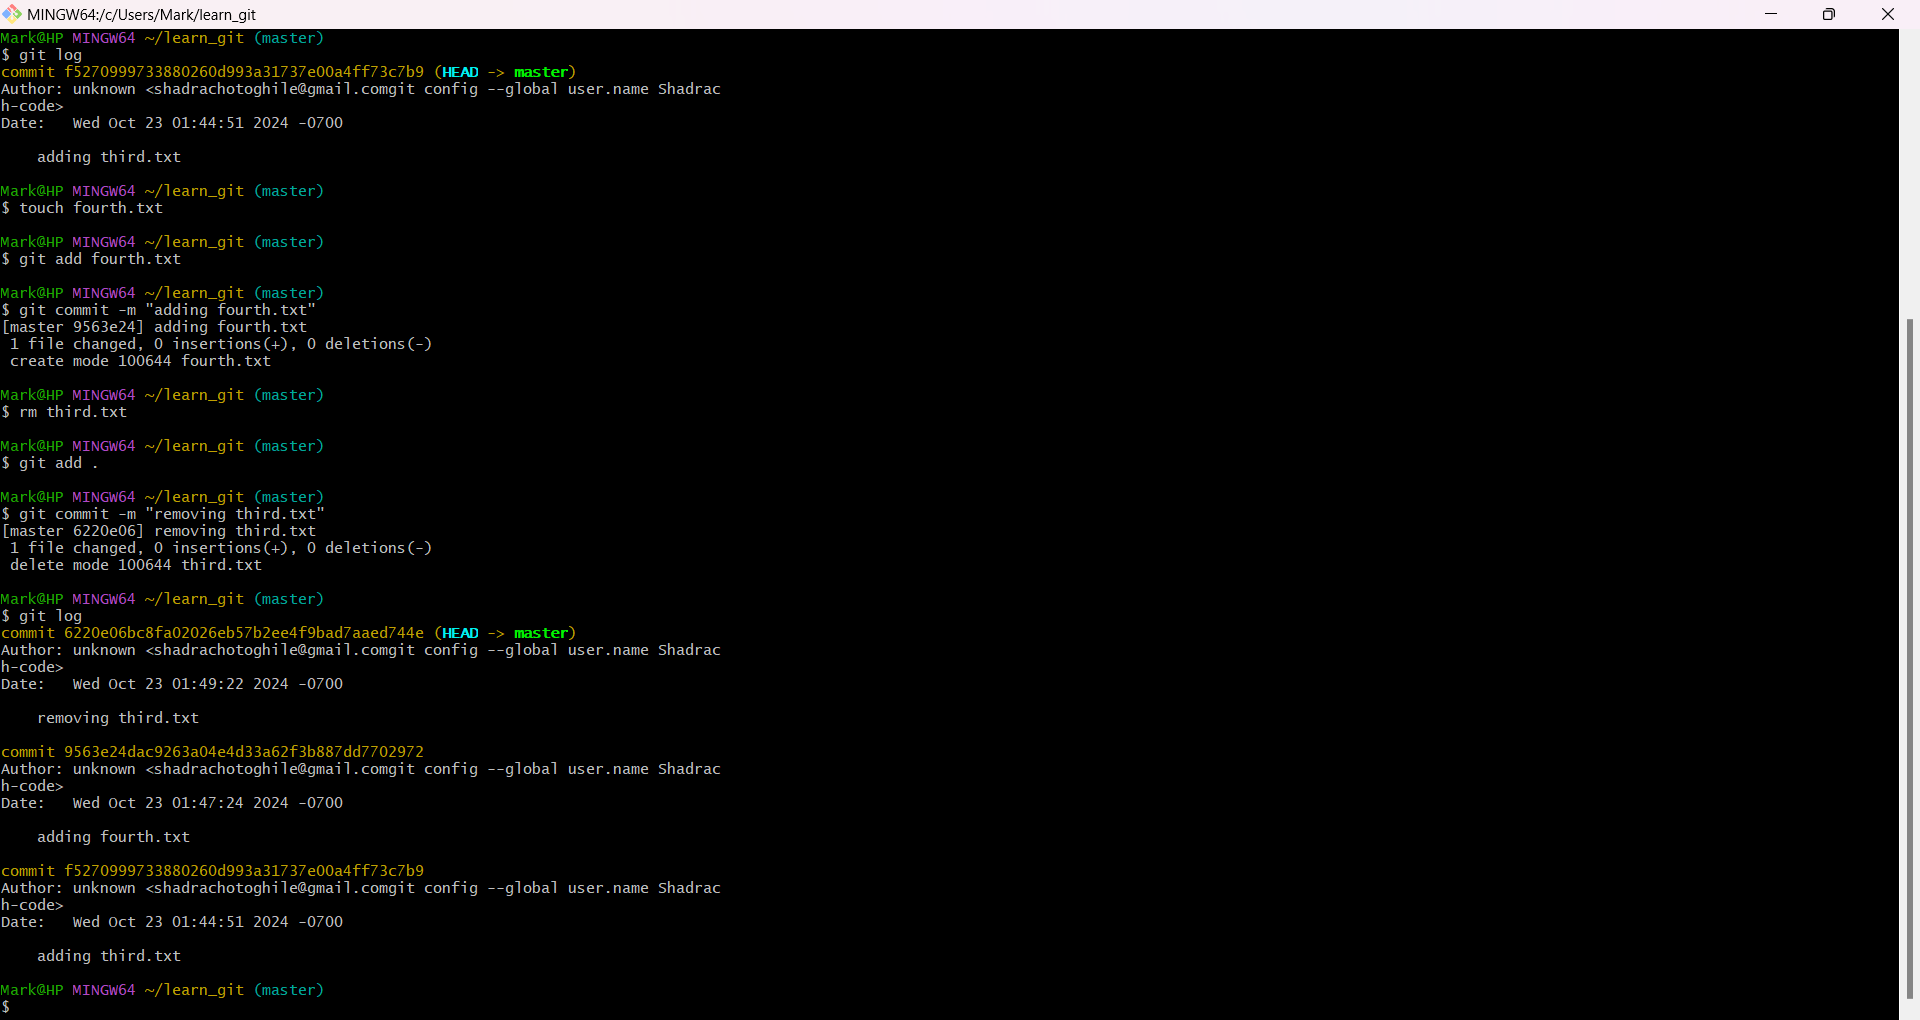 MINGW64:/c/Users/Mark/learn_git
Mark@HP MINGW64 ~/learn_git (master)
$ git log
commit f5270999733880260d993a31737e00a4ff73c7b9 (HEAD -> master)
Author: unknown <shadrachotoghile@gmail.comgit config --global user.name Shadrac
h-code>
Date:   Wed Oct 23 01:44:51 2024 -0700
    adding third.txt
Mark@HP MINGW64 ~/learn_git (master)
$ touch fourth.txt
Mark@HP MINGW64 ~/learn_git (master)
$ git add fourth.txt
Mark@HP MINGW64 ~/learn_git (master)
$ git commit -m "adding fourth.txt"
[master 9563e24] adding fourth.txt
 1 file changed, 0 insertions(+), 0 deletions(-)
 create mode 100644 fourth.txt
Mark@HP MINGW64 ~/learn_git (master)
$ rm third.txt
Mark@HP MINGW64 ~/learn_git (master)
$ git add .
Mark@HP MINGW64 ~/learn_git (master)
$ git commit -m "removing third.txt"
[master 6220e06] removing third.txt
 1 file changed, 0 insertions(+), 0 deletions(-)
 delete mode 100644 third.txt
Mark@HP MINGW64 ~/learn_git (master)
$ git log
commit 6220e06bc8fa02026eb57b2ee4f9bad7aaed744e (HEAD -> master)
Author: unknown <shadrachotoghile@gmail.comgit config --global user.name Shadrac
h-code>
Date:   Wed Oct 23 01:49:22 2024 -0700
    removing third.txt
commit 9563e24dac9263a04e4d33a62f3b887dd7702972
Author: unknown <shadrachotoghile@gmail.comgit config --global user.name Shadrac
h-code>
Date:   Wed Oct 23 01:47:24 2024 -0700
    adding fourth.txt
commit f5270999733880260d993a31737e00a4ff73c7b9
Author: unknown <shadrachotoghile@gmail.comgit config --global user.name Shadrac
h-code>
Date:   Wed Oct 23 01:44:51 2024 -0700
    adding third.txt
Mark@HP MINGW64 ~/learn_git (master)
$